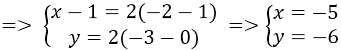 => { x − 1 = 2(−2 − 1) => { x = −5
y = 2(−3 − 0) y = −6